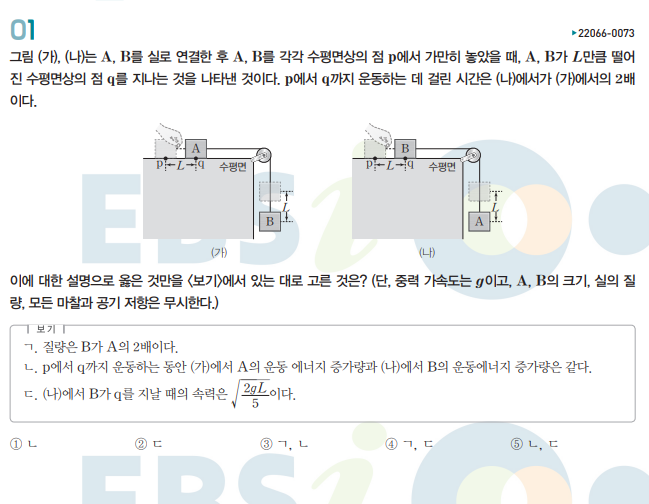 01
▶22066-0073
그림 (가), (나)는 A, B를 실로 연결한 후 A, B를 각각 수평면상의 점 p에서 가만히 놓았을 때, A, B가 L만큼 떨어
진 수평면상의 점 q를 지나는 것을 나타낸 것이다. p에서 q까지 운동하는 데 걸린 시간은 (나)에서가 (가)에서의 2배
이다.
A
p L q 수평면
L
B
(가)
B
p L q 수평면
L
A
(나)
이에 대한 설명으로 옳은 것만을 <보기>에서 있는 대로 고른 것은? (단, 중력 가속도는 g이고, A, B의 크기, 실의 질
량, 모든 마찰과 공기 저항은 무시한다.)
보기
ㄱ. 질량은 B가 A의 2배이다.
ㄴ. p에서 q까지 운동하는 동안 (가)에서 A의 운동 에너지 증가량과 (나)에서 B의 운동에너지 증가량은 같다.
ㄷ. (나)에서 B가 q를 지날 때의 속력은 √(2gL/5)이다.
① ㄴ ② ㄷ ③ ㄱ, ㄴ ④ ㄱ, ㄷ ⑤ ㄴ, ㄷ
EBSi
EBSi